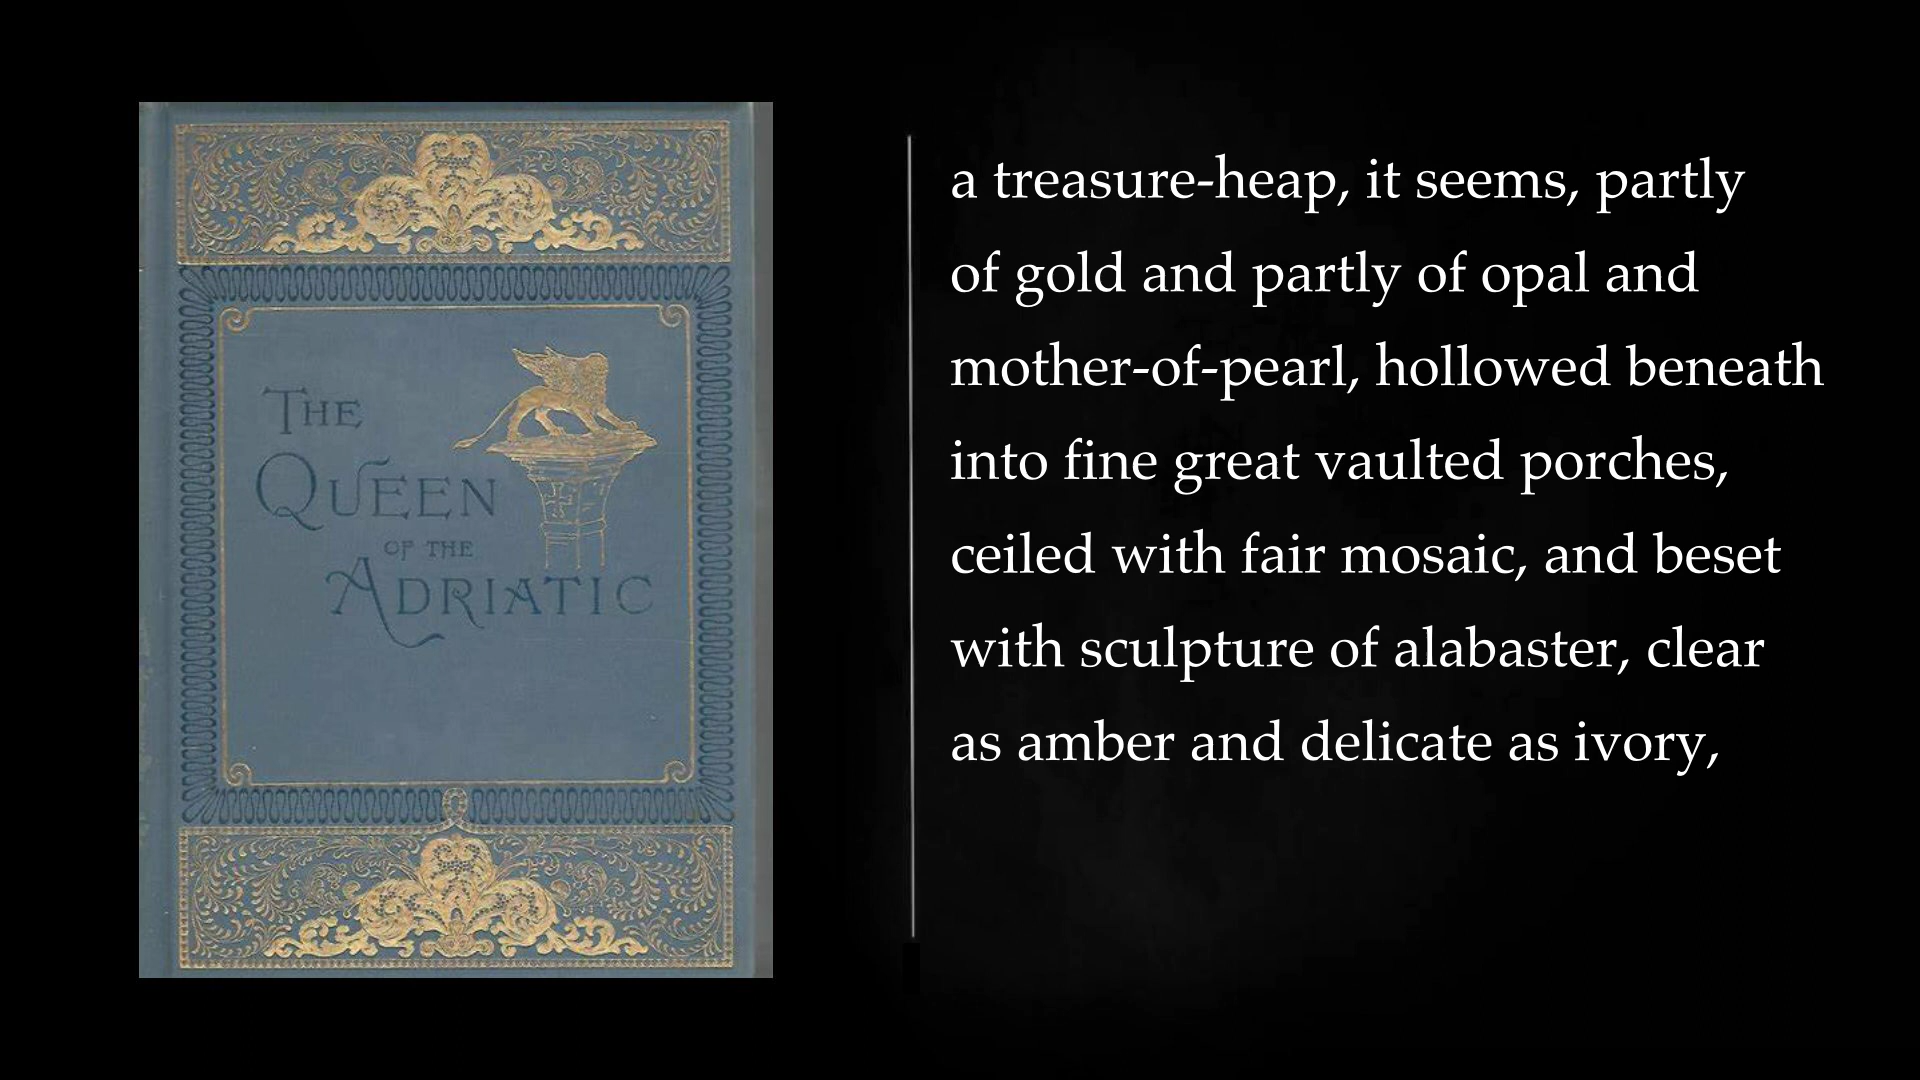 THE
QUEEN
OF THE
ADRIATIC
a treasure-heap, it seems, partly
of gold and partly of opal and
mother-of-pearl, hollowed beneath
into fine great vaulted porches,
ceiled with fair mosaic, and beset
with sculpture of alabaster, clear
as amber and delicate as ivory,